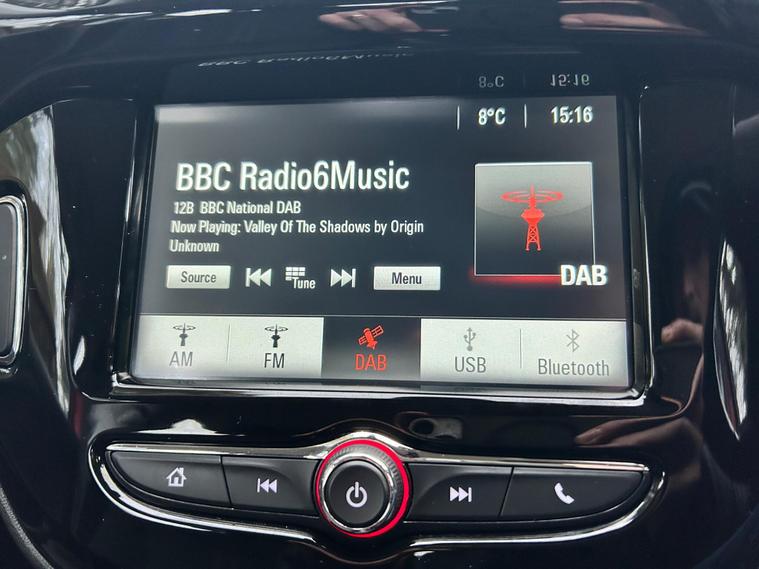 8°C 15:16
BBC Radio6Music
12B BBC National DAB
Now Playing: Valley Of The Shadows by Origin
Unknown
Source Tune Menu
DAB
AM FM DAB USB Bluetooth